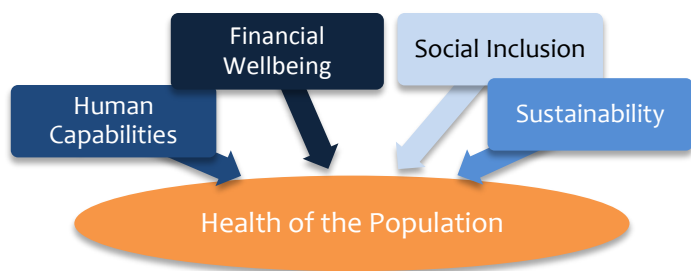 Financial
Wellbeing
Social Inclusion
Human
Capabilities
Sustainability
Health of the Population